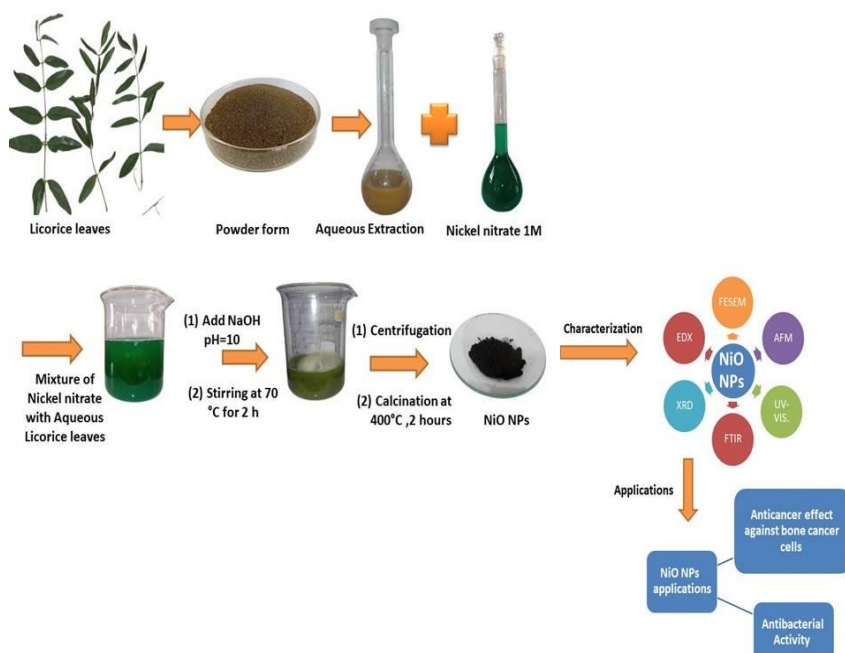 Licorice leaves
Powder form
Aqueous Extraction
Nickel nitrate 1M
Mixture of
Nickel nitrate
with Aqueous
Licorice leaves
(1) Add NaOH
pH=10
(2) Stirring at 70
°C for 2 h
(1) Centrifugation
(2) Calcination at
400°C ,2 hours
NiO NPs
Characterization
FESEM
EDX
AFM
NiO
NPs
XRD
UV-
VIS.
FTIR
Applications
Anticancer effect
against bone cancer
cells
NiO NPs
applications
Antibacterial
Activity